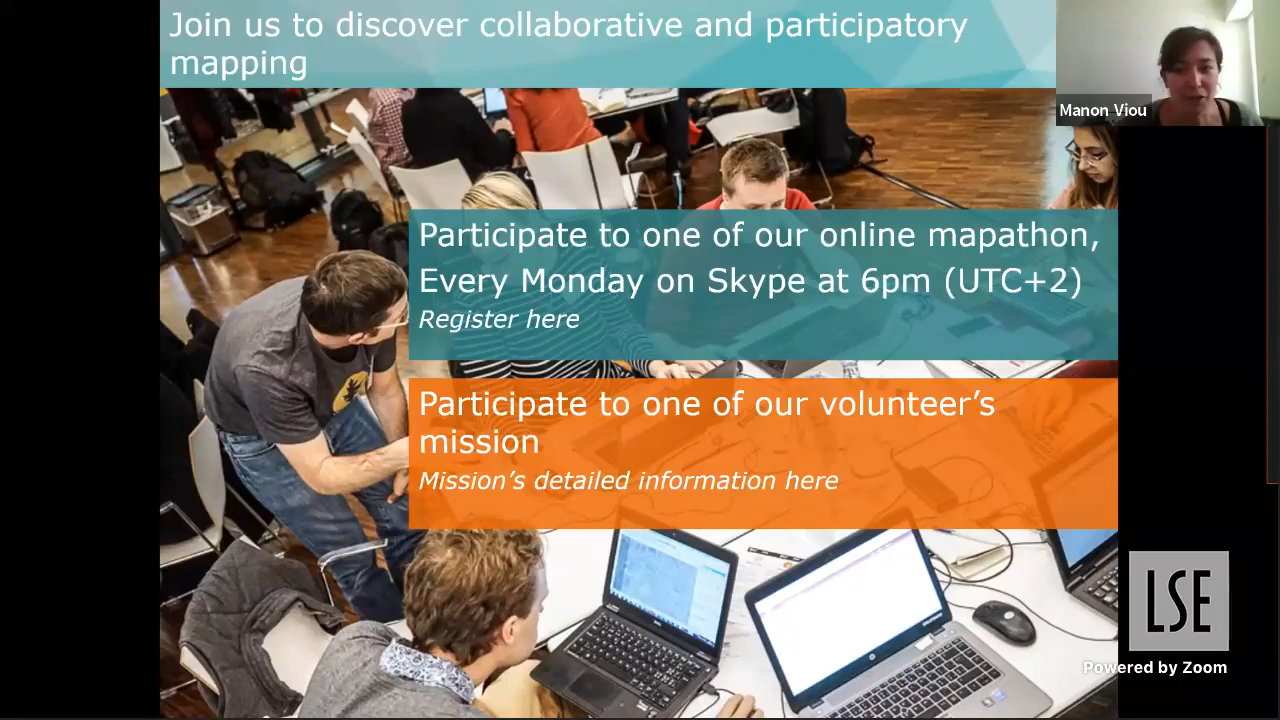 Join us to discover collaborative and participatory
mapping
Manon Viou
Participate to one of our online mapathon,
Every Monday on Skype at 6pm (UTC+2)
Register here
Participate to one of our volunteer’s
mission
Mission’s detailed information here
LSE
Powered by Zoom